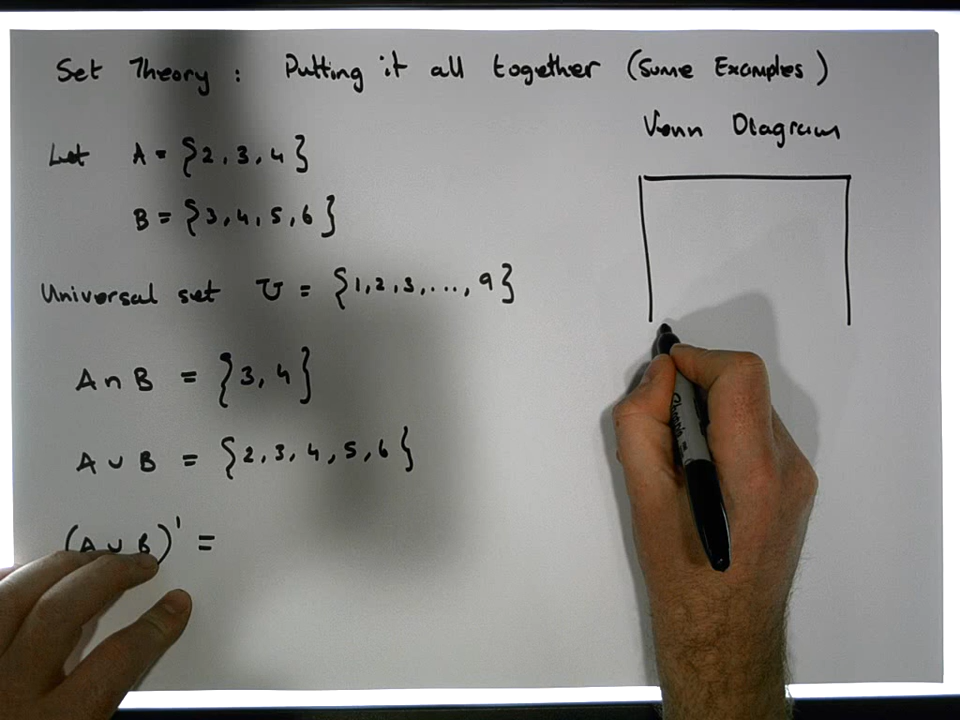 Set Theory : Putting it all together (Some Examples)
Venn Diagram
Let A = {2, 3, 4}
B = {3, 4, 5, 6}
Universal set U = {1, 2, 3, ..., 9}
A ∩ B = {3, 4}
A ∪ B = {2, 3, 4, 5, 6}
(A ∪ B)' =